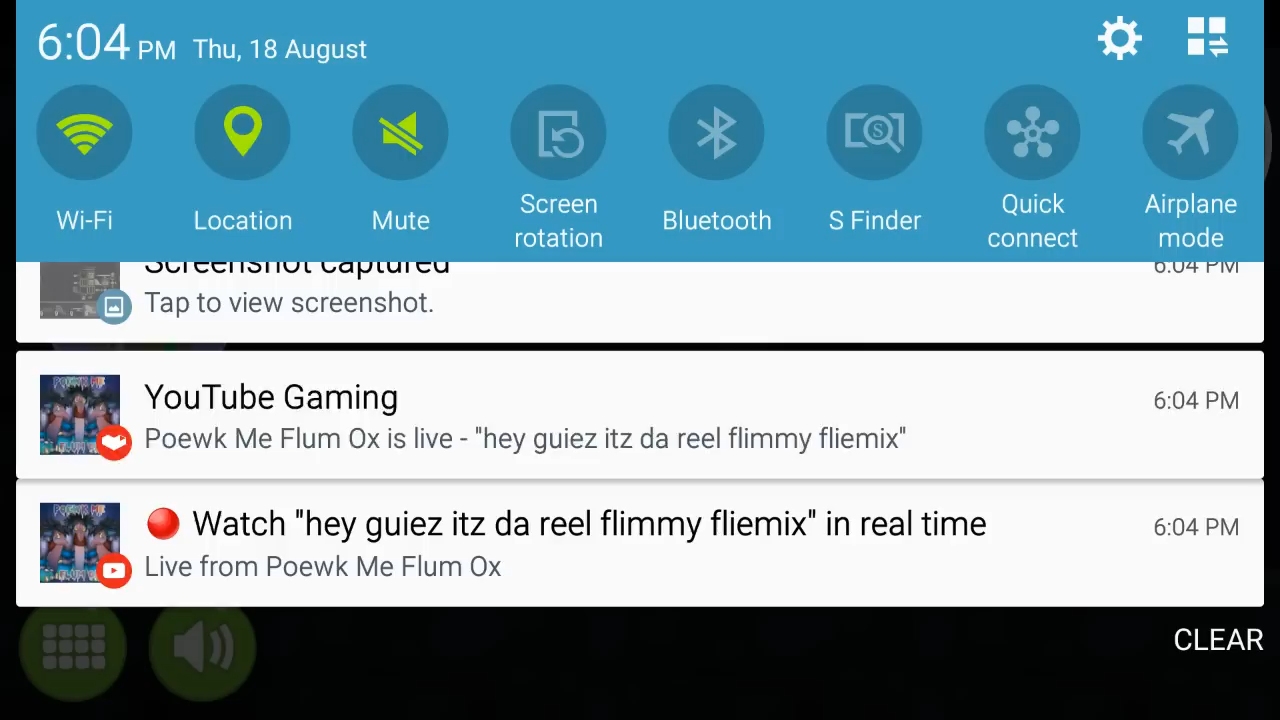 6:04 PM Thu, 18 August
Wi-Fi
Location
Mute
Screen
rotation
Bluetooth
S Finder
Quick
connect
Airplane
mode
Screenshot captured 6:04 PM
Tap to view screenshot.
YouTube Gaming 6:04 PM
Poewk Me Flum Ox is live - "hey guiez itz da reel flimmy fliemix"
Watch "hey guiez itz da reel flimmy fliemix" in real time 6:04 PM
Live from Poewk Me Flum Ox
CLEAR